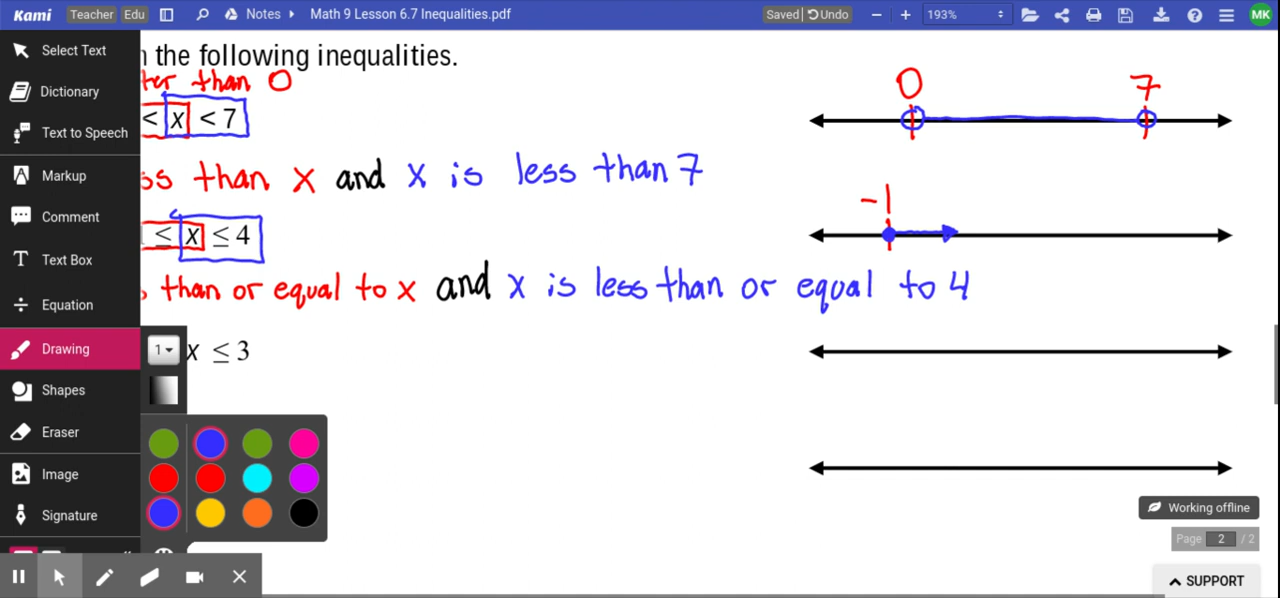 Kami Teacher Edu Notes Math 9 Lesson 6.7 Inequalities.pdf Saved Undo − + 193% MK
Select Text
Dictionary
Text to Speech
Markup
Comment
Text Box
Equation
Drawing
Shapes
Eraser
Image
Signature
1
the following inequalities.
than 0
< x < 7
0 7
than x and x is less than 7
-1
≤ x ≤ 4
than or equal to x and x is less than or equal to 4
x ≤ 3
Working offline
Page 2 / 2
SUPPORT